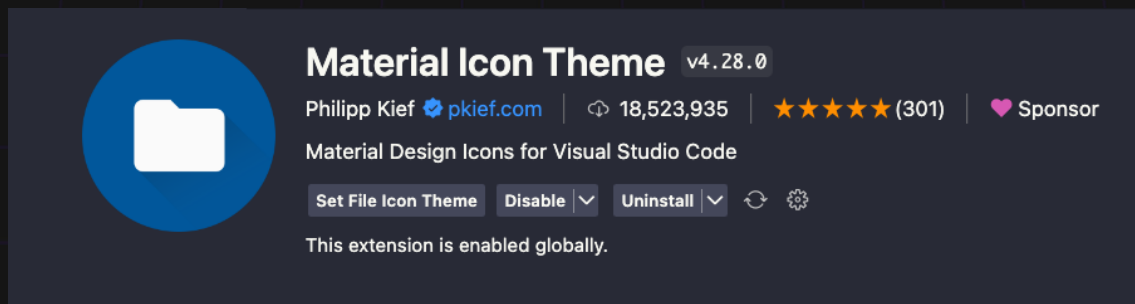 Material Icon Theme v4.28.0
Philipp Kief pkief.com 18,523,935 (301) Sponsor
Material Design Icons for Visual Studio Code
Set File Icon Theme Disable Uninstall
This extension is enabled globally.